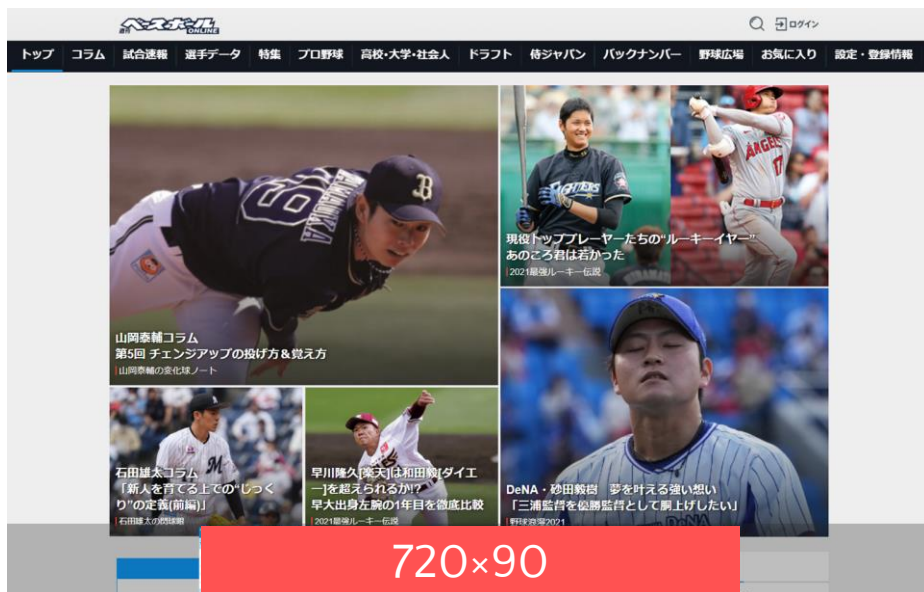 週刊 ベースボール ONLINE
ログイン
トップ コラム 試合速報 選手データ 特集 プロ野球 高校・大学・社会人 ドラフト 侍ジャパン バックナンバー 野球広場 お気に入り 設定・登録情報
山岡泰輔コラム
第5回 チェンジアップの投げ方&覚え方
山岡泰輔の変化球ノート
現役トッププレーヤーたちの“ルーキーイヤー”
あのころ君は若かった
2021最強ルーキー伝説
石田雄太コラム
「新人を育てる上での“じっく
り”の定義(前編)」
石田雄太の閃球眼
早川隆久[楽天]は和田毅[ダイエ
ー]を超えられるか!?
早大出身左腕の1年目を徹底比較
2021最強ルーキー伝説
DeNA・砂田毅樹 夢を叶える強い想い
「三浦監督を優勝監督として胴上げしたい」
野球浪漫2021
720×90